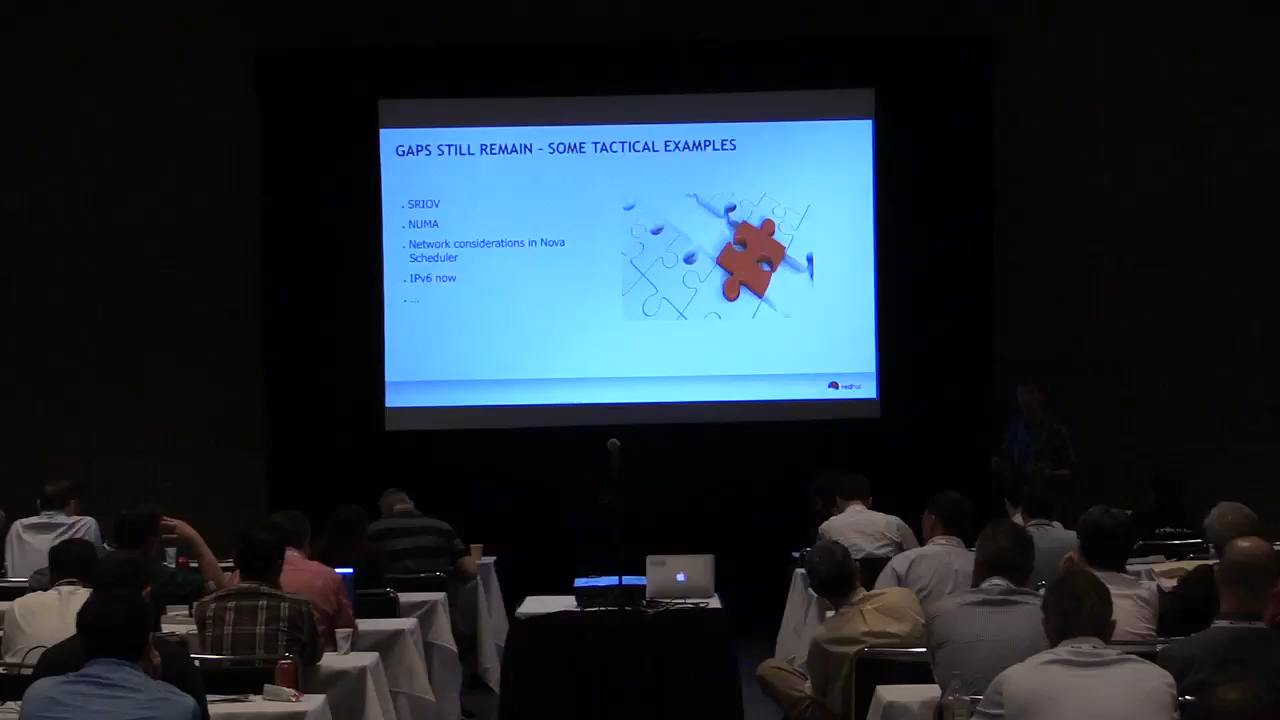 GAPS STILL REMAIN – SOME TACTICAL EXAMPLES
. SRIOV
. NUMA
. Network considerations in Nova
Scheduler
. IPv6 now
. ...
redhat